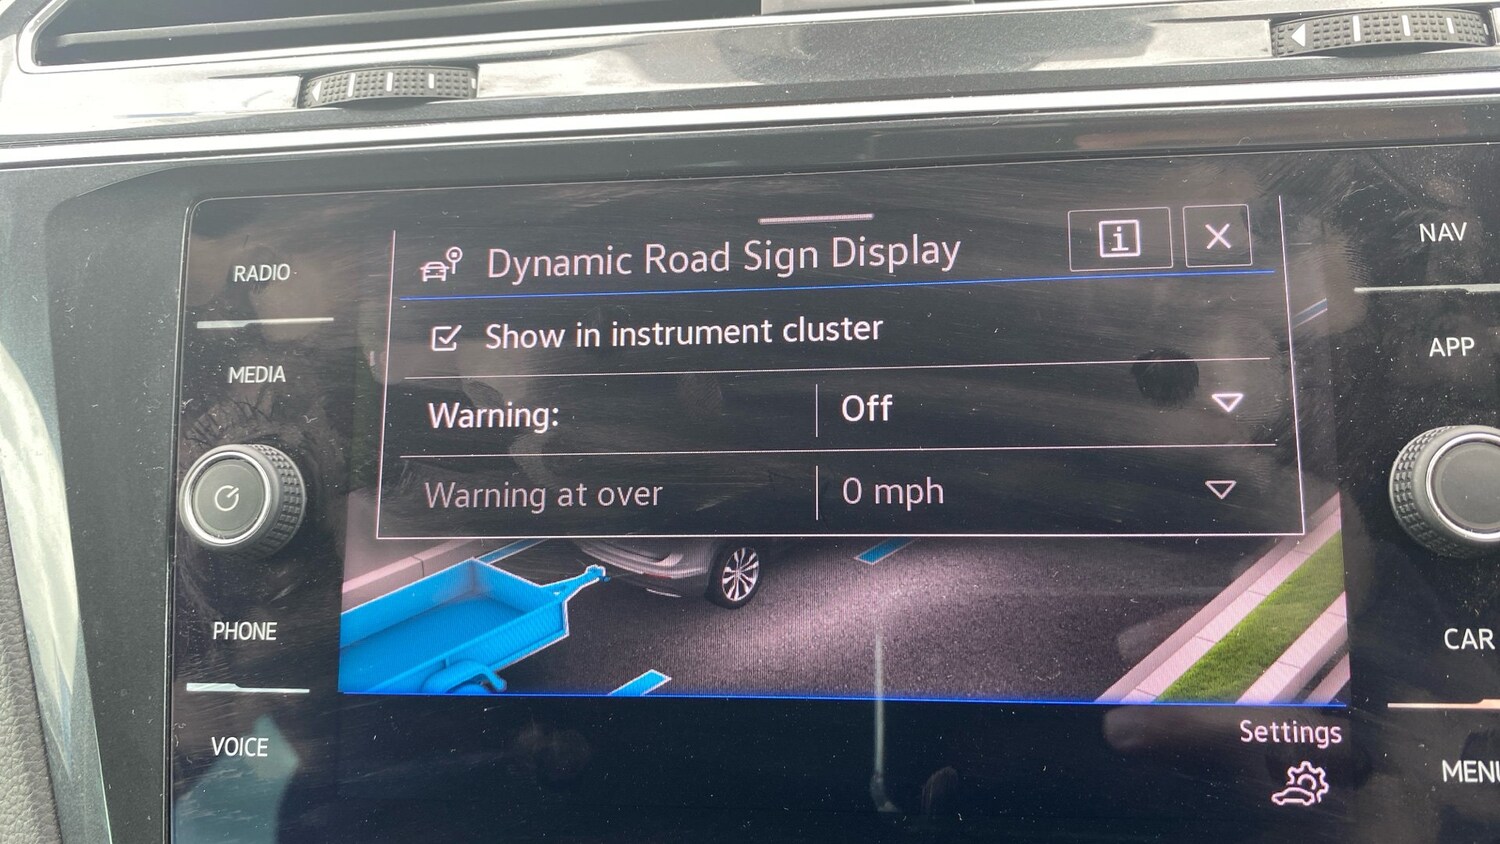 RADIO
MEDIA
PHONE
VOICE
Dynamic Road Sign Display
i
X
Show in instrument cluster
Warning:
Off
Warning at over
0 mph
Settings
NAV
APP
CAR
MENU